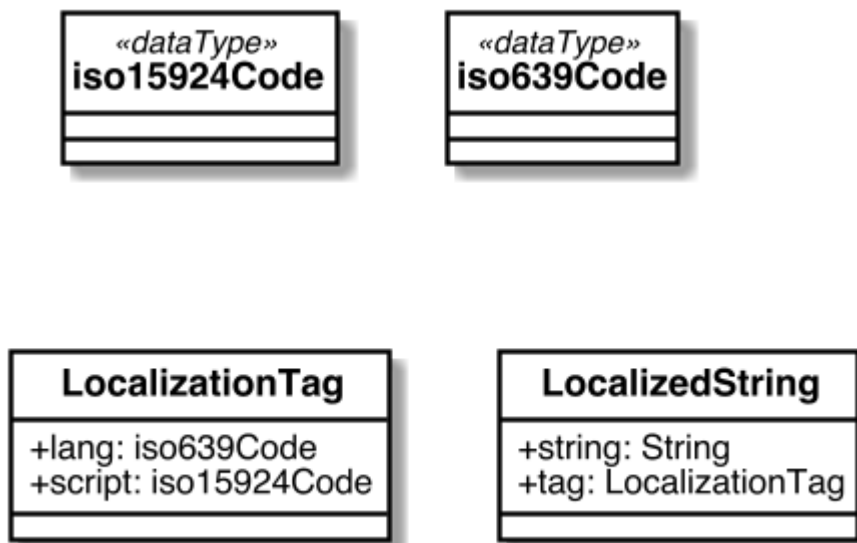 «dataType»
iso15924Code
«dataType»
iso639Code
LocalizationTag
+lang: iso639Code
+script: iso15924Code
LocalizedString
+string: String
+tag: LocalizationTag